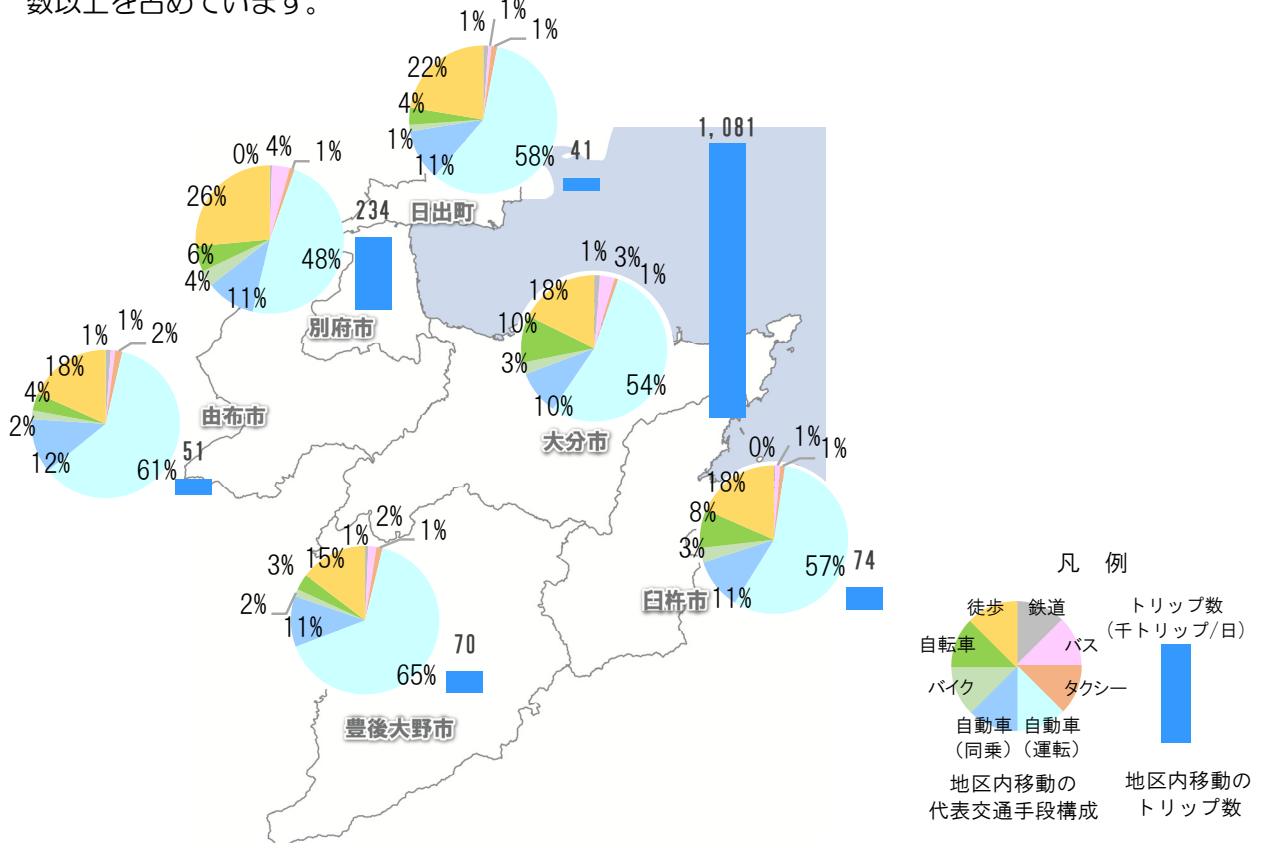 数以上を占めています。
1% 1% 1%
22%
4%
1%
11%
58%
41
日出町
0% 4% 1%
26%
6%
4%
11%
48%
234
別府市
1,081
1% 3% 1%
18%
10%
3%
10%
54%
大分市
1% 1% 2%
18%
4%
2%
12%
61%
51
由布市
0% 1% 1%
18%
8%
3%
11%
57%
74
臼杵市
1% 2% 1%
15%
3%
2%
11%
65%
70
豊後大野市
凡 例
徒歩 鉄道
自転車 バス
バイク タクシー
自動車 自動車
(同乗) (運転)
地区内移動の
代表交通手段構成
トリップ数
(千トリップ/日)
地区内移動の
トリップ数